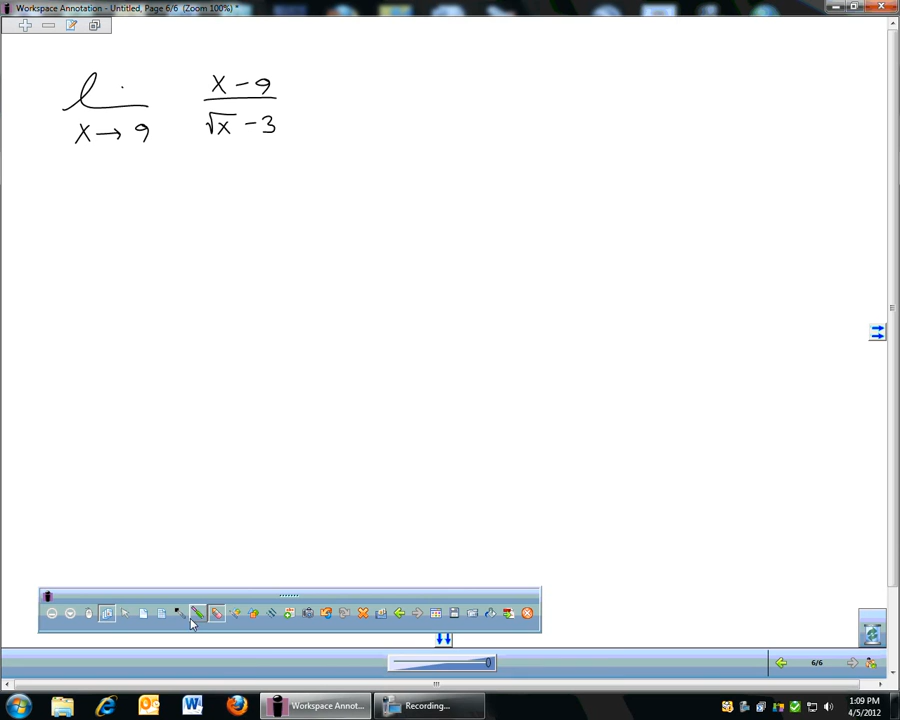 Workspace Annotation - Untitled, Page 6/6 (Zoom 100%) *
x - 9
x → 9
√x - 3
6/6
Workspace Annot...
Recording...
1:09 PM
4/5/2012